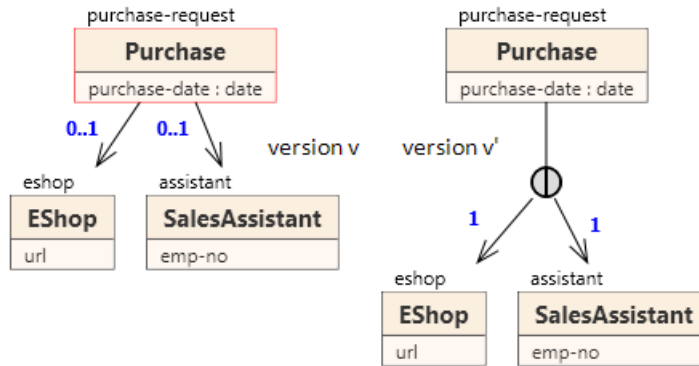 purchase-request
Purchase
purchase-date : date
0..1
0..1
eshop
EShop
url
assistant
SalesAssistant
emp-no
version v
version v'
purchase-request
Purchase
purchase-date : date
1
1
eshop
EShop
url
assistant
SalesAssistant
emp-no